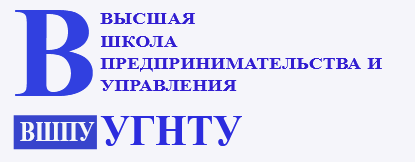 В
ВЫСШАЯ
ШКОЛА
ПРЕДПРИНИМАТЕЛЬСТВА И
УПРАВЛЕНИЯ
ВШПУ УГНТУ